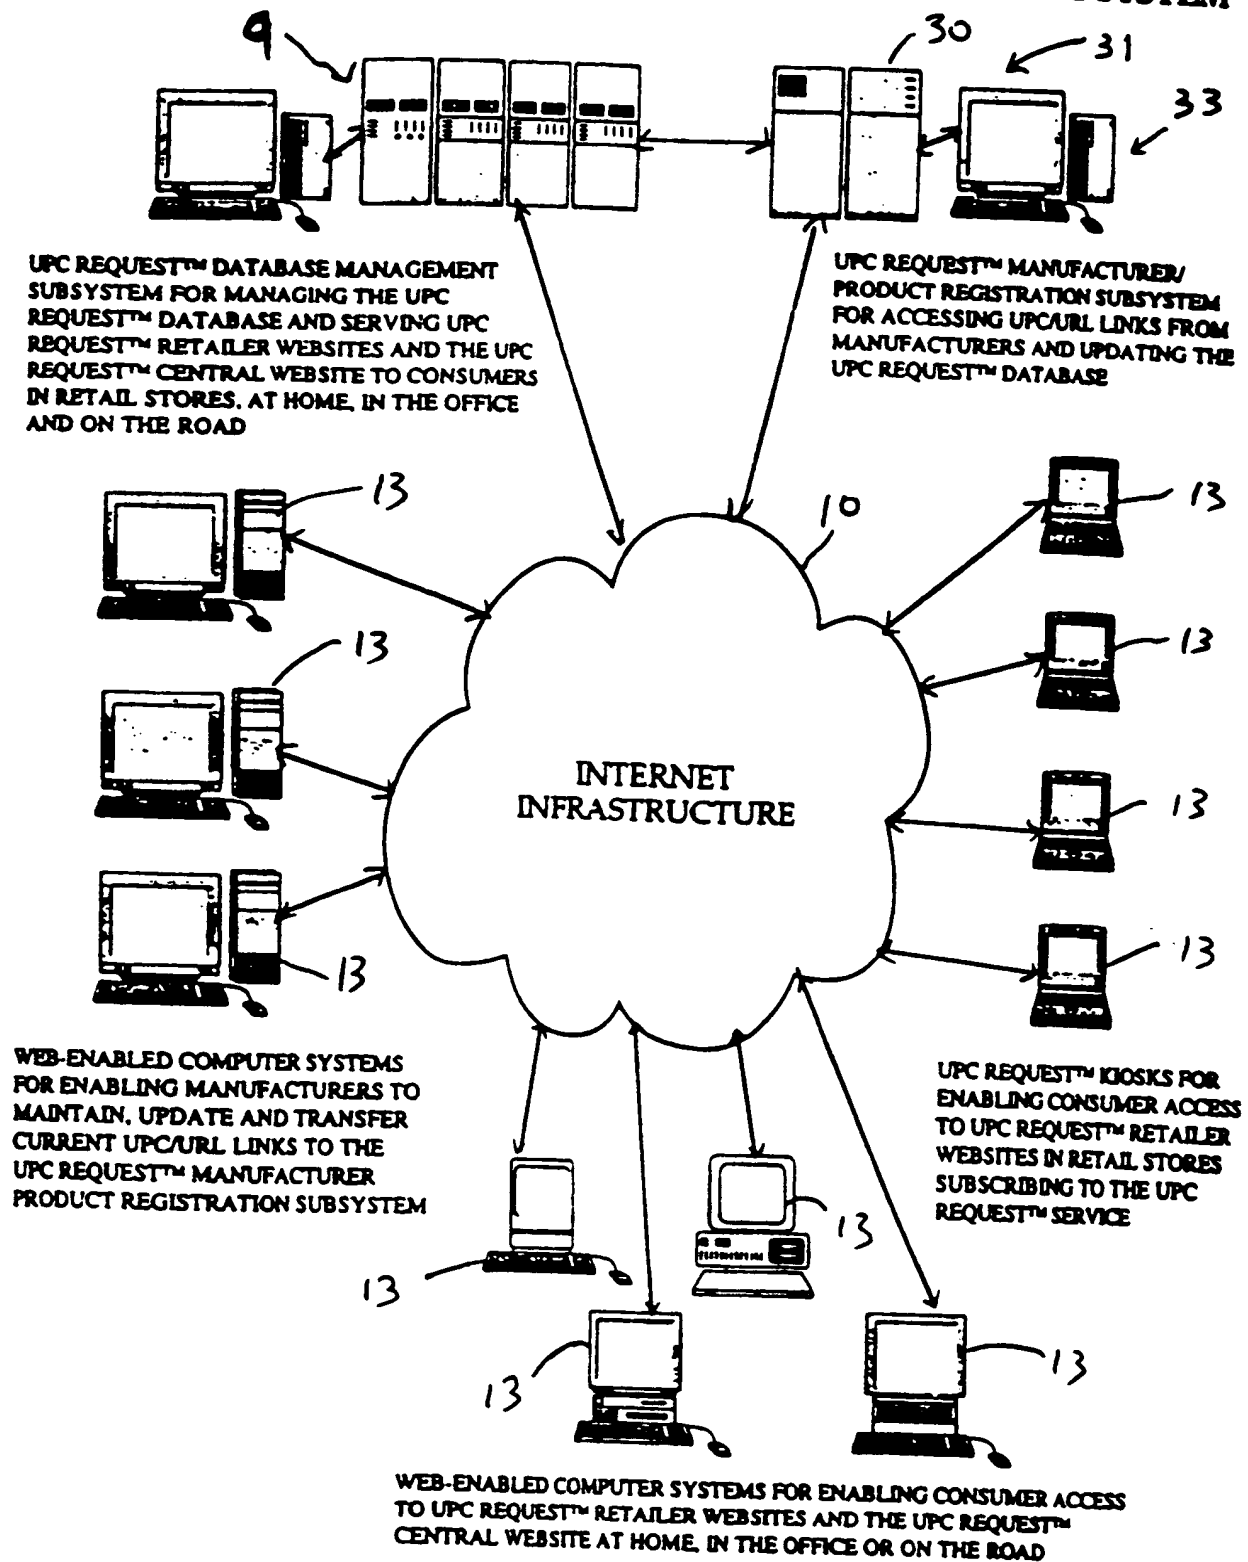 9
30
31
33
UPC REQUEST™ DATABASE MANAGEMENT
SUBSYSTEM FOR MANAGING THE UPC
REQUEST™ DATABASE AND SERVING UPC
REQUEST™ RETAILER WEBSITES AND THE UPC
REQUEST™ CENTRAL WEBSITE TO CONSUMERS
IN RETAIL STORES, AT HOME, IN THE OFFICE
AND ON THE ROAD
UPC REQUEST™ MANUFACTURER/
PRODUCT REGISTRATION SUBSYSTEM
FOR ACCESSING UPC/URL LINKS FROM
MANUFACTURERS AND UPDATING THE
UPC REQUEST™ DATABASE
13
13
10
13
13
INTERNET
INFRASTRUCTURE
13
13
13
WEB-ENABLED COMPUTER SYSTEMS
FOR ENABLING MANUFACTURERS TO
MAINTAIN, UPDATE AND TRANSFER
CURRENT UPC/URL LINKS TO THE
UPC REQUEST™ MANUFACTURER
PRODUCT REGISTRATION SUBSYSTEM
UPC REQUEST™ KIOSKS FOR
ENABLING CONSUMER ACCESS
TO UPC REQUEST™ RETAILER
WEBSITES IN RETAIL STORES
SUBSCRIBING TO THE UPC
REQUEST™ SERVICE
13
13
13
13
WEB-ENABLED COMPUTER SYSTEMS FOR ENABLING CONSUMER ACCESS
TO UPC REQUEST™ RETAILER WEBSITES AND THE UPC REQUEST™
CENTRAL WEBSITE AT HOME, IN THE OFFICE OR ON THE ROAD